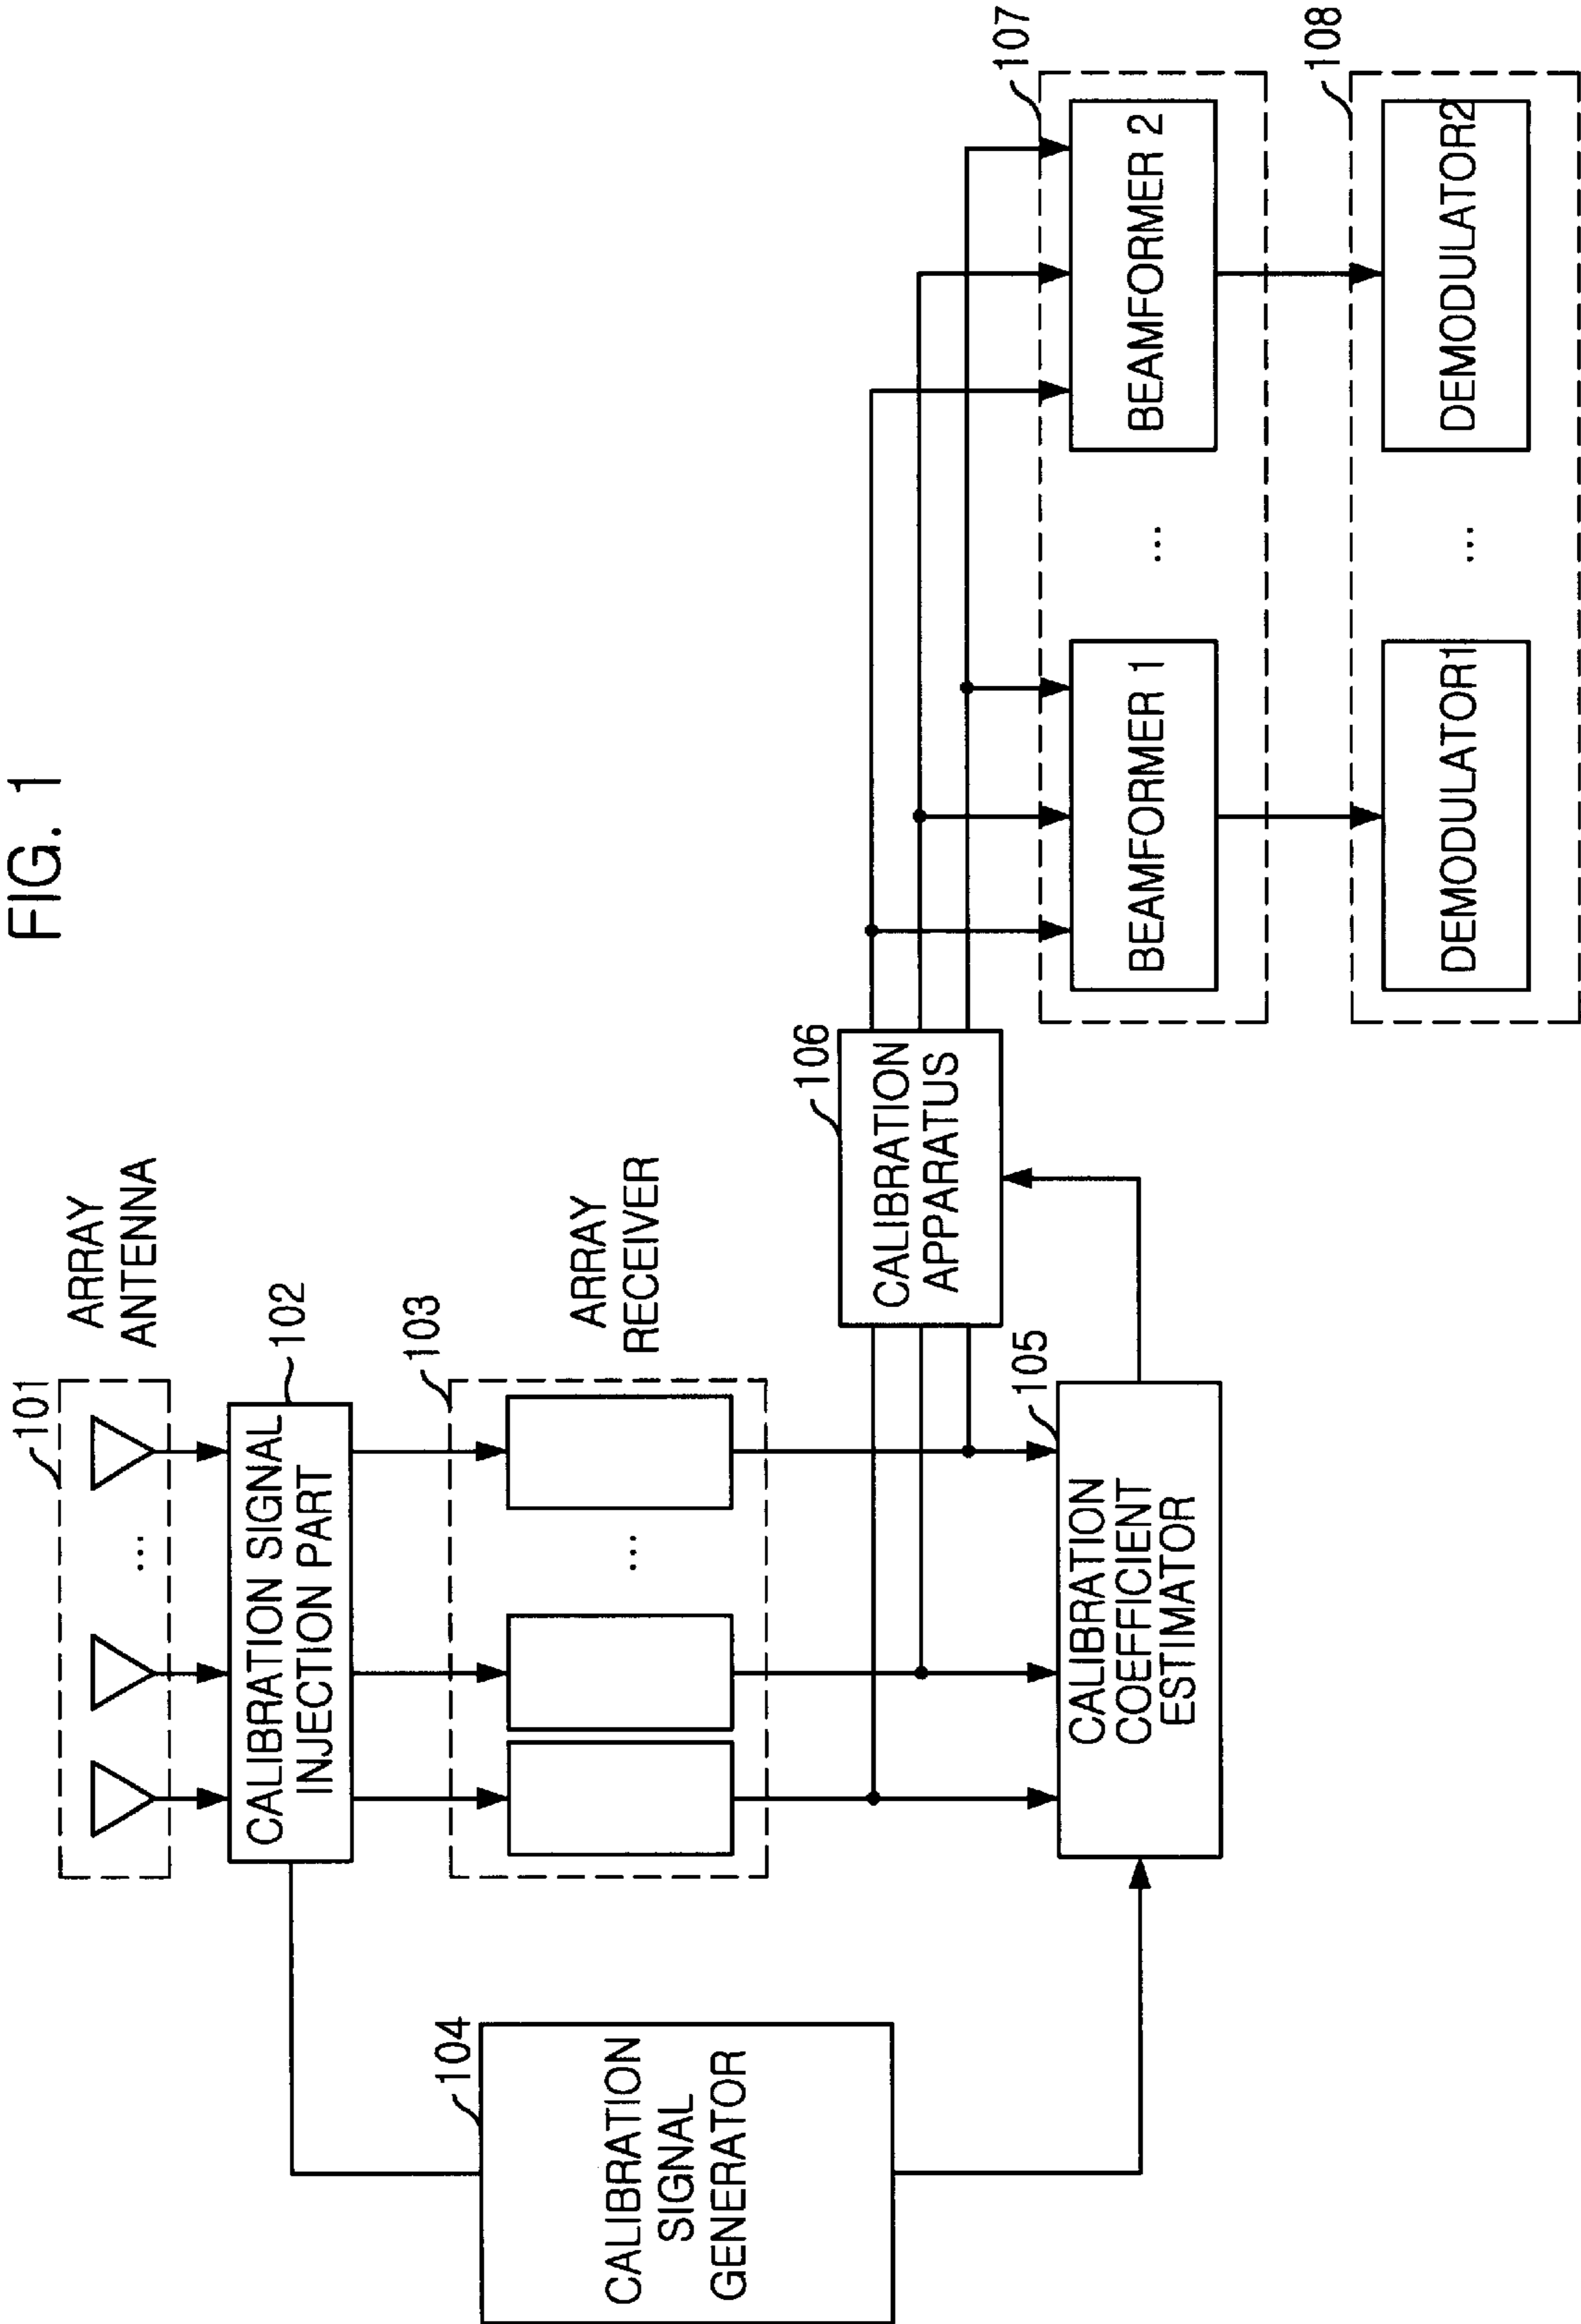 FIG. 1
101
ARRAY
ANTENNA
...
CALIBRATION SIGNAL
INJECTION PART
102
103
ARRAY
RECEIVER
...
104
CALIBRATION
SIGNAL
GENERATOR
CALIBRATION
COEFFICIENT
ESTIMATOR
105
106
CALIBRATION
APPARATUS
107
BEAMFORMER 1
...
BEAMFORMER 2
108
DEMODULATOR1
...
DEMODULATOR2